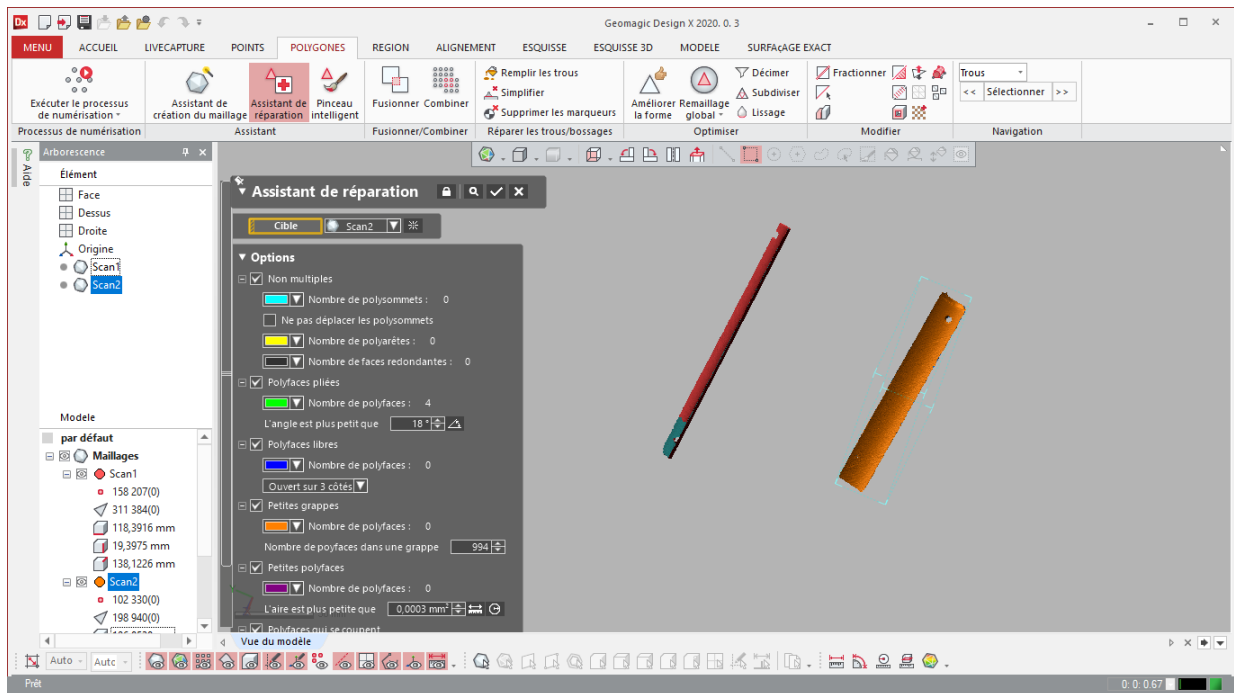 Dx
Geomagic Design X 2020. 0. 3
MENU ACCUEIL LIVECAPTURE POINTS POLYGONES REGION ALIGNEMENT ESQUISSE ESQUISSE 3D MODELE SURFAçAGE EXACT
Exécuter le processus de numérisation
Assistant de création du maillage
Assistant de réparation
Pinceau intelligent
Fusionner Combiner
Remplir les trous
Simplifier
Supprimer les marqueurs
Améliorer la forme
Remaillage global
Décimer
Subdiviser
Lissage
Fractionner
Trous
<< Sélectionner >>
Processus de numérisation Assistant Fusionner/Combiner Réparer les trous/bossages Optimiser Modifier Navigation
? Aide
Arborescence
Élément
Face
Dessus
Droite
Origine
Scan1
Scan2
Modele
par défaut
Maillages
Scan1
158 207(0)
311 384(0)
118,3916 mm
19,3975 mm
138,1226 mm
Scan2
102 330(0)
198 940(0)
Assistant de réparation
Cible Scan2
Options
Non multiples
Nombre de polysommets : 0
Ne pas déplacer les polysommets
Nombre de polyarêtes : 0
Nombre de faces redondantes : 0
Polyfaces pliées
Nombre de polyfaces : 4
L'angle est plus petit que 18 °
Polyfaces libres
Nombre de polyfaces : 0
Ouvert sur 3 côtés
Petites grappes
Nombre de polyfaces : 0
Nombre de poyfaces dans une grappe 994
Petites polyfaces
Nombre de polyfaces : 0
L'aire est plus petite que 0,0003 mm²
Polyfaces qui se coupent
Vue du modèle
Auto Autc
Prêt
0: 0: 0.67